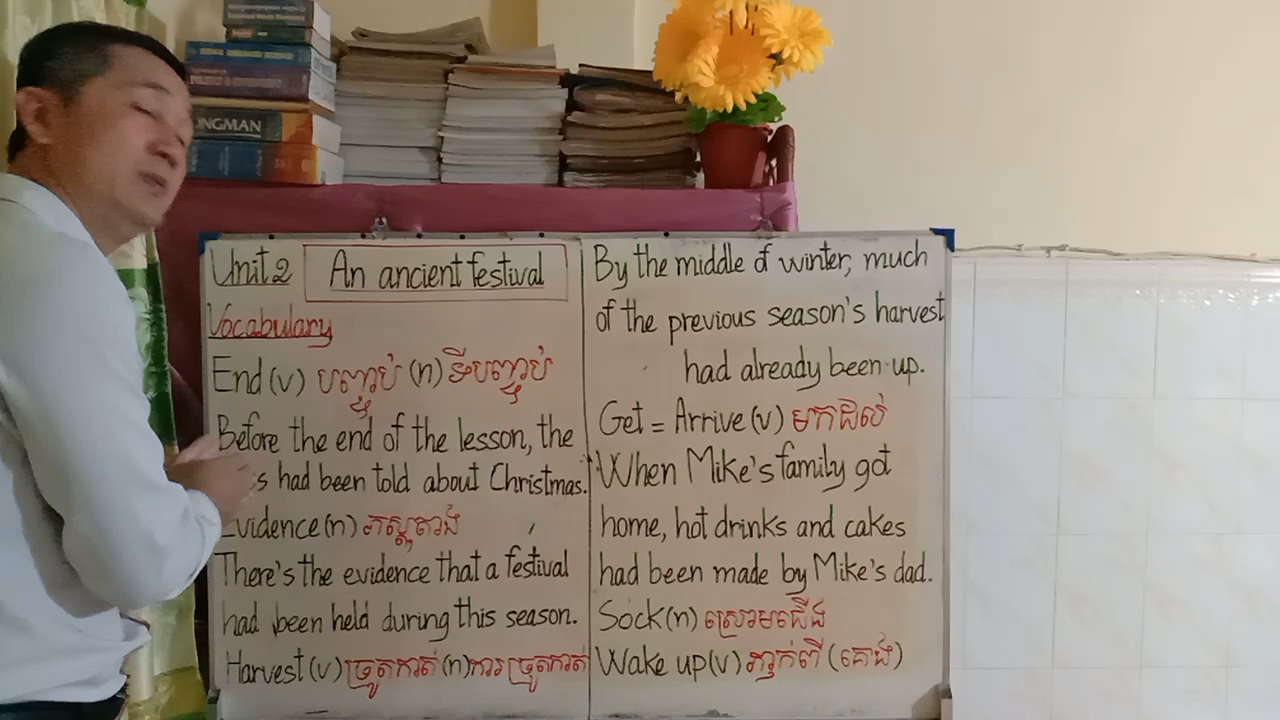 NGMAN
Unit 2 An ancient festival
Vocabulary
End (v) បញ្ចប់ (n) ទីបញ្ចប់
Before the end of the lesson, the
had been told about Christmas.
Evidence (n) ភស្តុតាង
There's the evidence that a festival
had been held during this season.
Harvest (v) ច្រូតកាត់ (n) ការច្រូតកាត់
By the middle of winter, much
of the previous season's harvest
had already been up.
Get = Arrive (v) មកដល់
When Mike's family got
home, hot drinks and cakes
had been made by Mike's dad.
Sock (n) ស្រោមជើង
Wake up (v) ភ្ញាក់ពី (គេង)